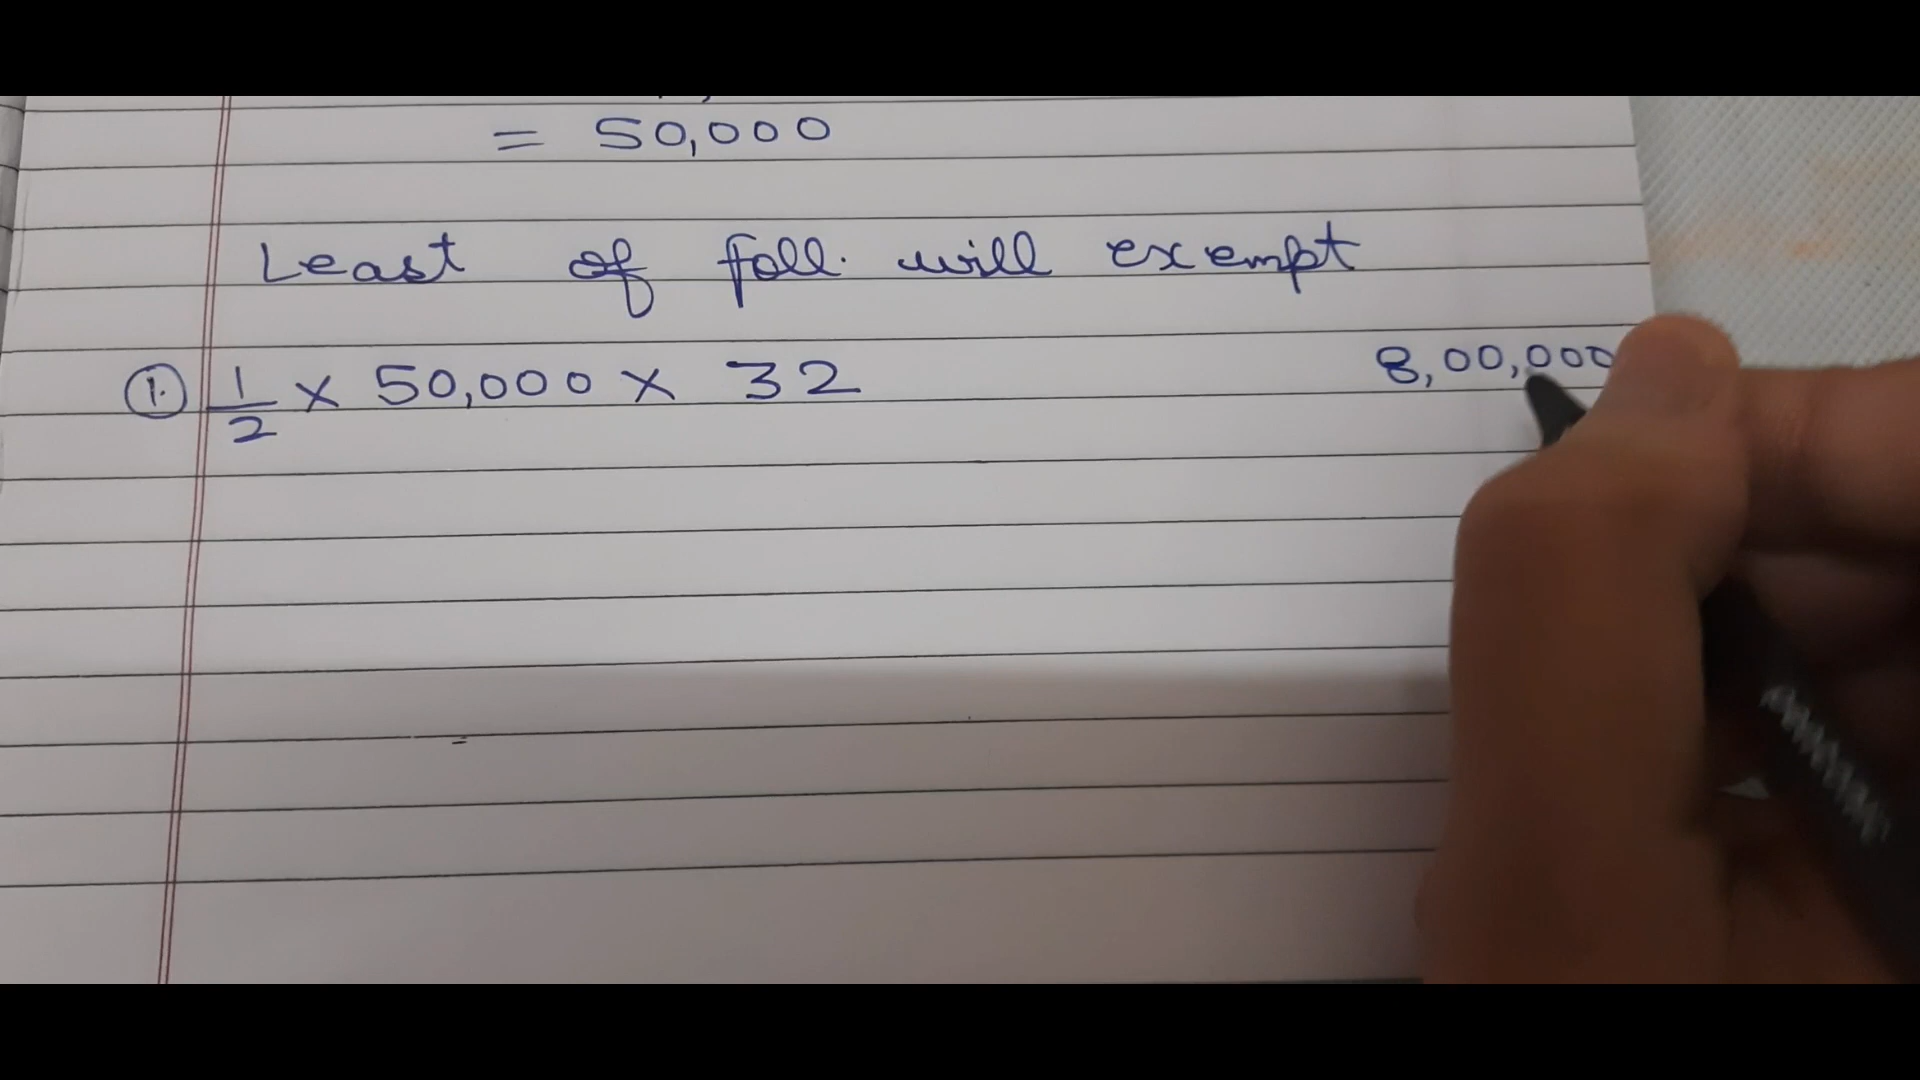 = 50,000
Least of foll. will exempt
1. 1/2 x 50,000 x 32 8,00,000